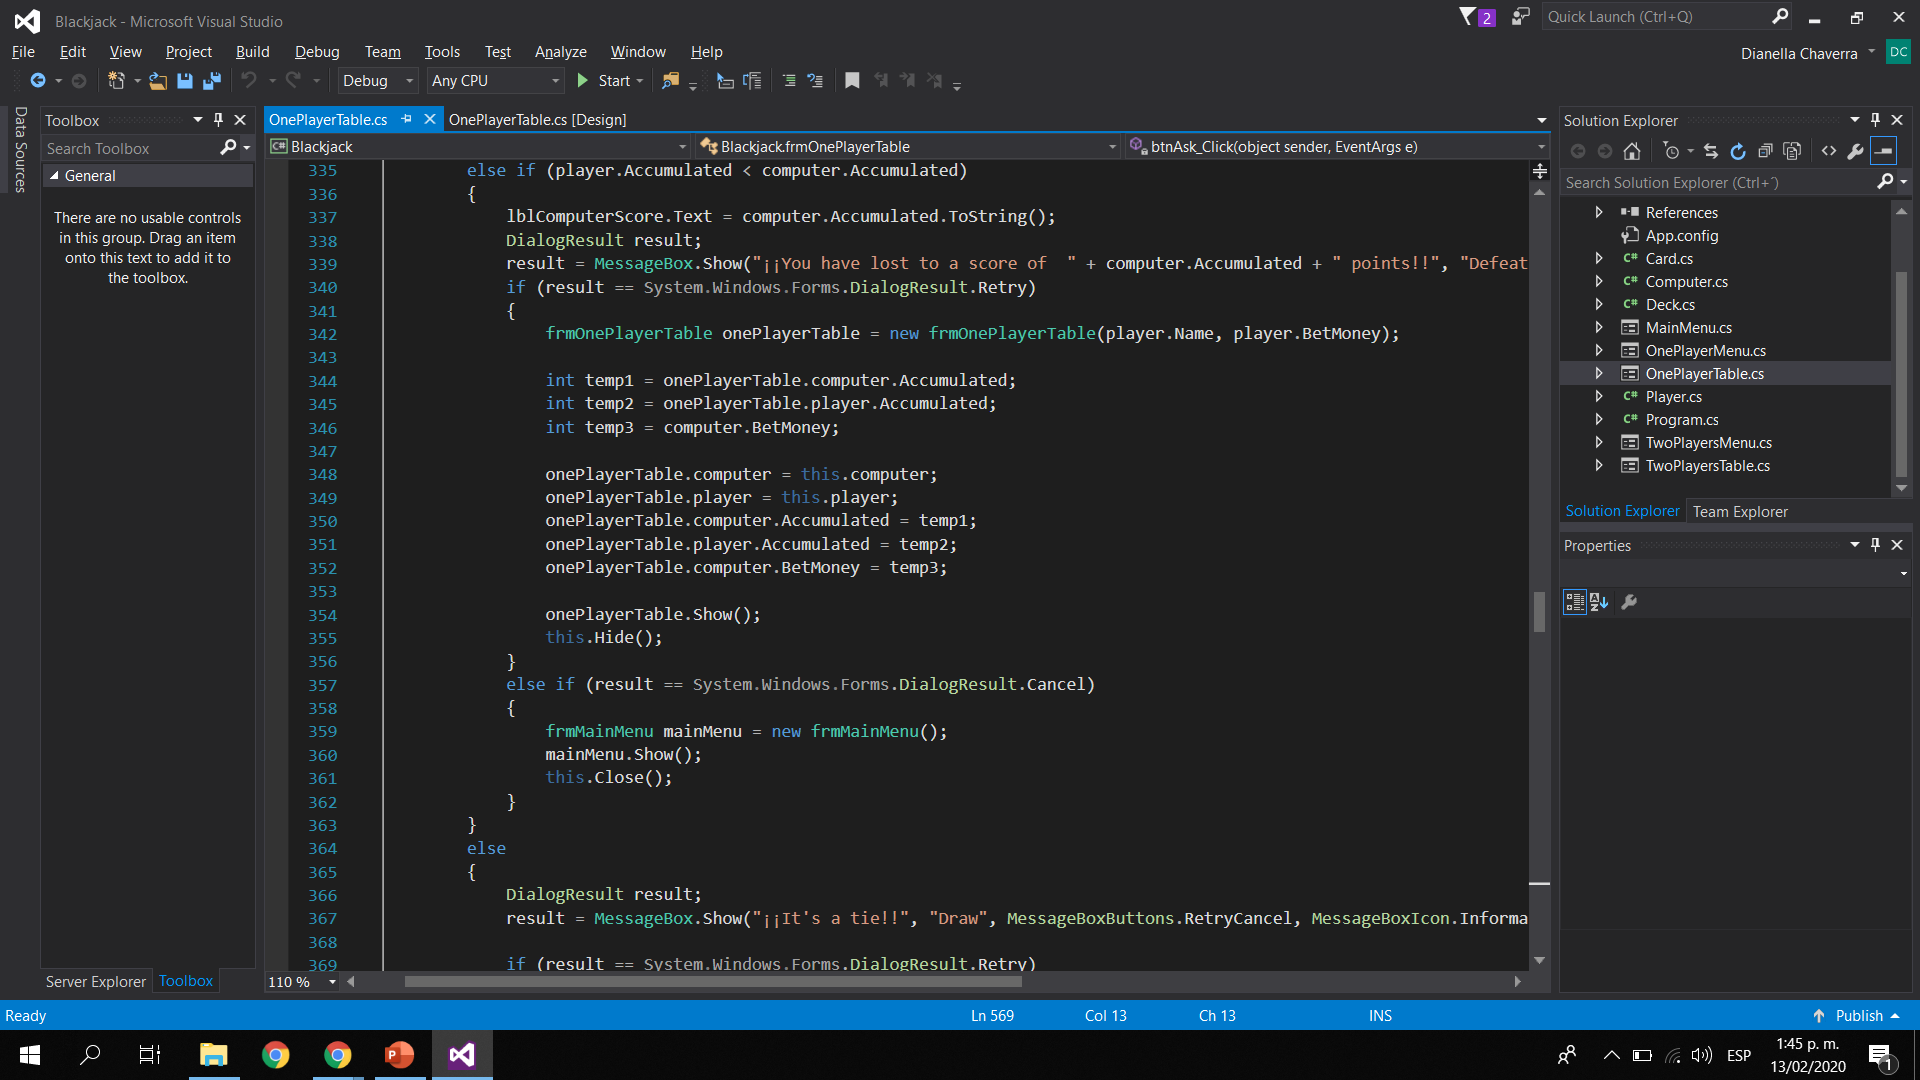 Blackjack - Microsoft Visual Studio
2
Quick Launch (Ctrl+Q)
File Edit View Project Build Debug Team Tools Test Analyze Window Help
Dianella Chaverra
DC
Debug
Any CPU
Start
Data Sources
Toolbox
Search Toolbox
General
There are no usable controls
in this group. Drag an item
onto this text to add it to
the toolbox.
Server Explorer
Toolbox
OnePlayerTable.cs
OnePlayerTable.cs [Design]
C# Blackjack
Blackjack.frmOnePlayerTable
btnAsk_Click(object sender, EventArgs e)
335 else if (player.Accumulated < computer.Accumulated)
336 {
337 lblComputerScore.Text = computer.Accumulated.ToString();
338 DialogResult result;
339 result = MessageBox.Show("¡¡You have lost to a score of  " + computer.Accumulated + " points!!", "Defeat
340 if (result == System.Windows.Forms.DialogResult.Retry)
341 {
342 frmOnePlayerTable onePlayerTable = new frmOnePlayerTable(player.Name, player.BetMoney);
343
344 int temp1 = onePlayerTable.computer.Accumulated;
345 int temp2 = onePlayerTable.player.Accumulated;
346 int temp3 = computer.BetMoney;
347
348 onePlayerTable.computer = this.computer;
349 onePlayerTable.player = this.player;
350 onePlayerTable.computer.Accumulated = temp1;
351 onePlayerTable.player.Accumulated = temp2;
352 onePlayerTable.computer.BetMoney = temp3;
353
354 onePlayerTable.Show();
355 this.Hide();
356 }
357 else if (result == System.Windows.Forms.DialogResult.Cancel)
358 {
359 frmMainMenu mainMenu = new frmMainMenu();
360 mainMenu.Show();
361 this.Close();
362 }
363 }
364 else
365 {
366 DialogResult result;
367 result = MessageBox.Show("¡¡It's a tie!!", "Draw", MessageBoxButtons.RetryCancel, MessageBoxIcon.Informa
368
369 if (result == System.Windows.Forms.DialogResult.Retry)
110 %
Solution Explorer
Search Solution Explorer (Ctrl+´)
References
App.config
C# Card.cs
C# Computer.cs
C# Deck.cs
MainMenu.cs
OnePlayerMenu.cs
OnePlayerTable.cs
C# Player.cs
C# Program.cs
TwoPlayersMenu.cs
TwoPlayersTable.cs
Solution Explorer
Team Explorer
Properties
Ready
Ln 569
Col 13
Ch 13
INS
Publish
ESP
1:45 p. m.
13/02/2020
1